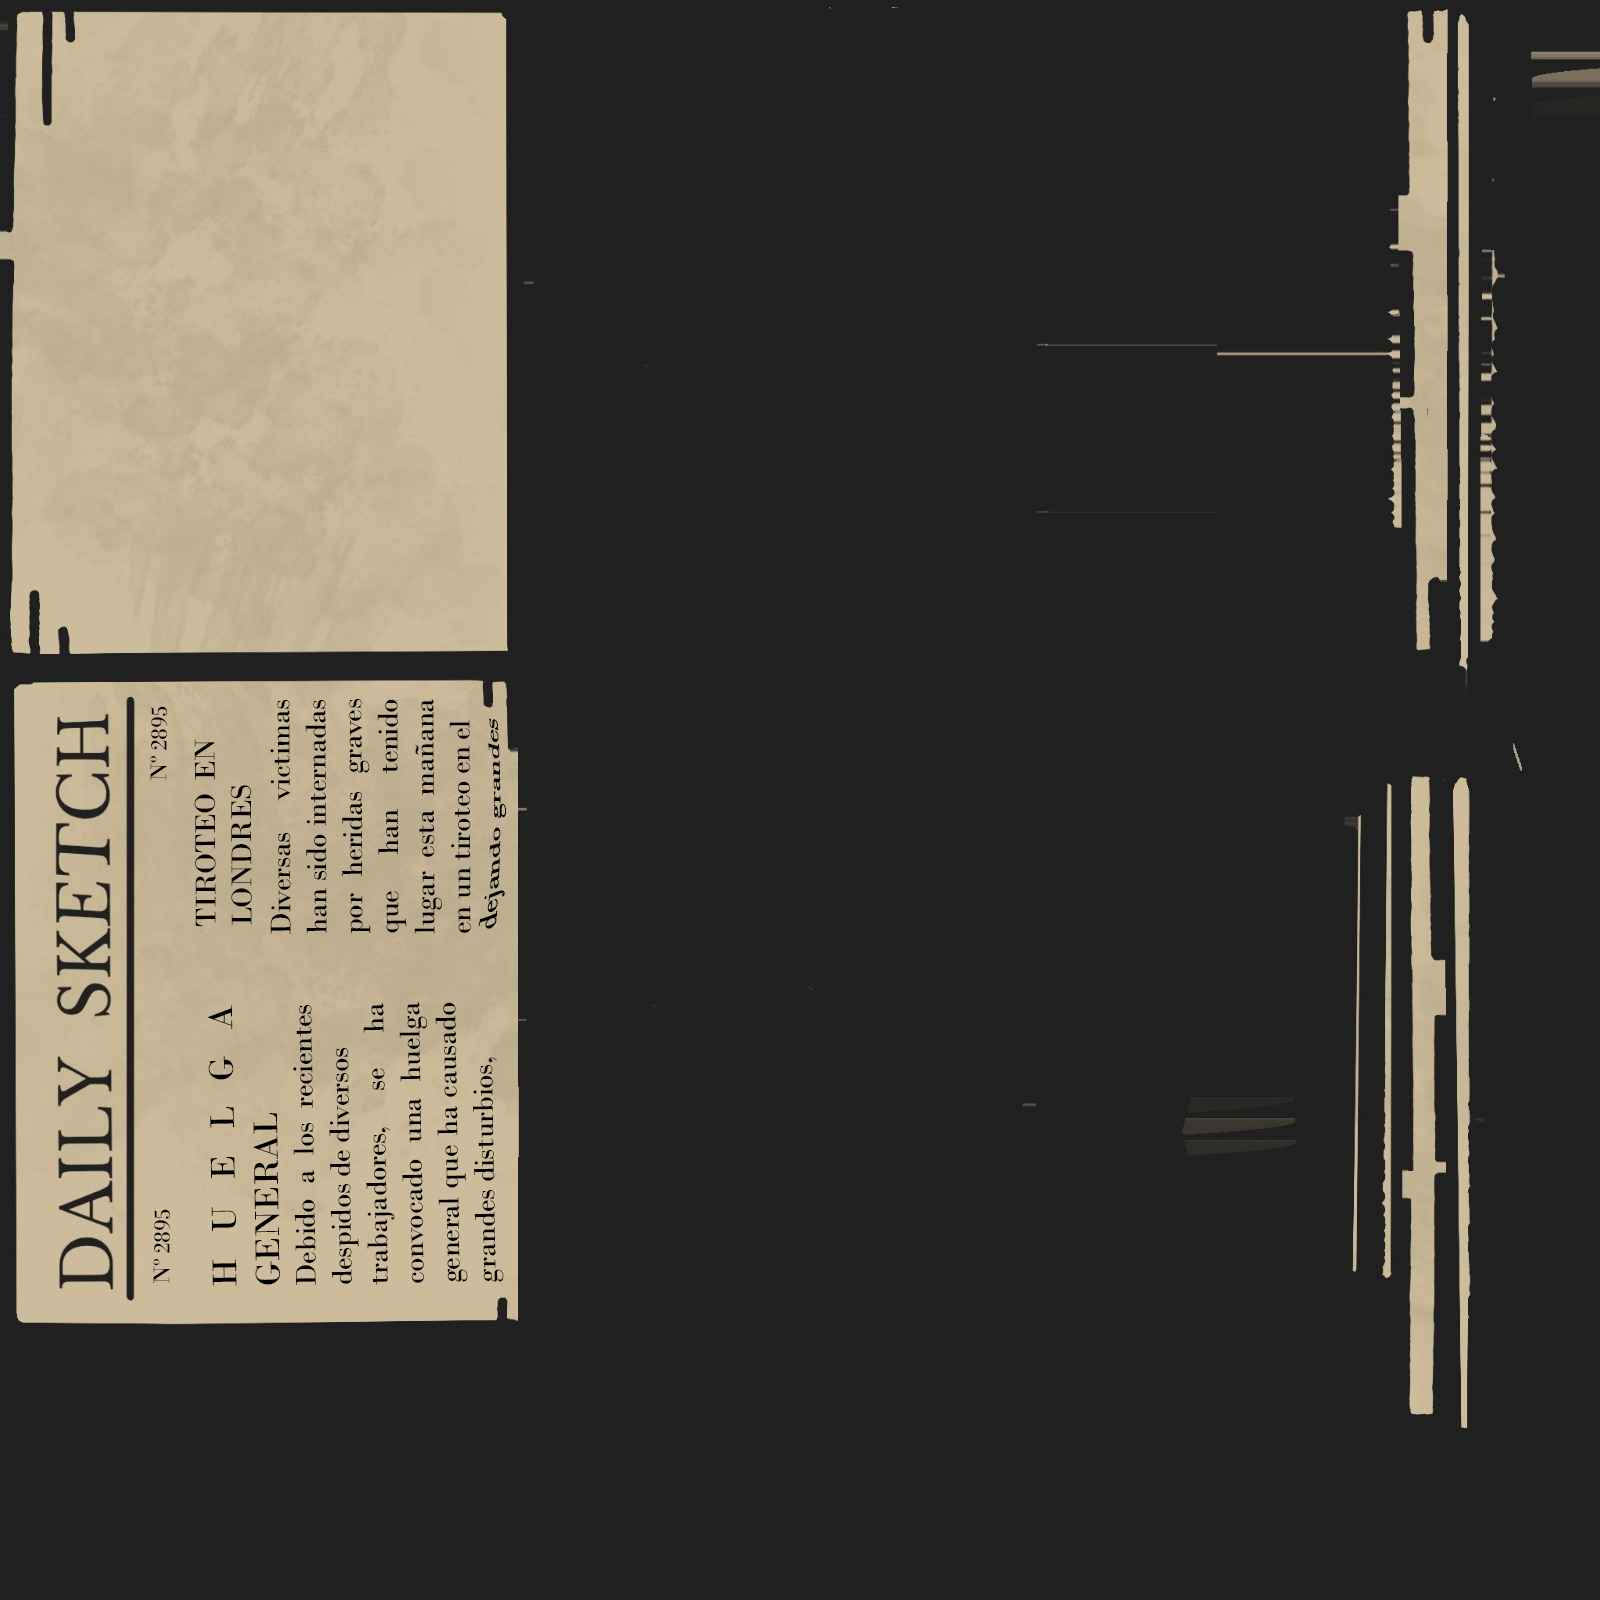 DAILY SKETCH
Nº 2895
Nº 2895
H U E L G A
GENERAL
Debido a los recientes
despidos de diversos
trabajadores, se ha
convocado una huelga
general que ha causado
grandes disturbios,
TIROTEO EN
LONDRES
Diversas victimas
han sido internadas
por heridas graves
que han tenido
lugar esta mañana
en un tiroteo en el
dejando grandes